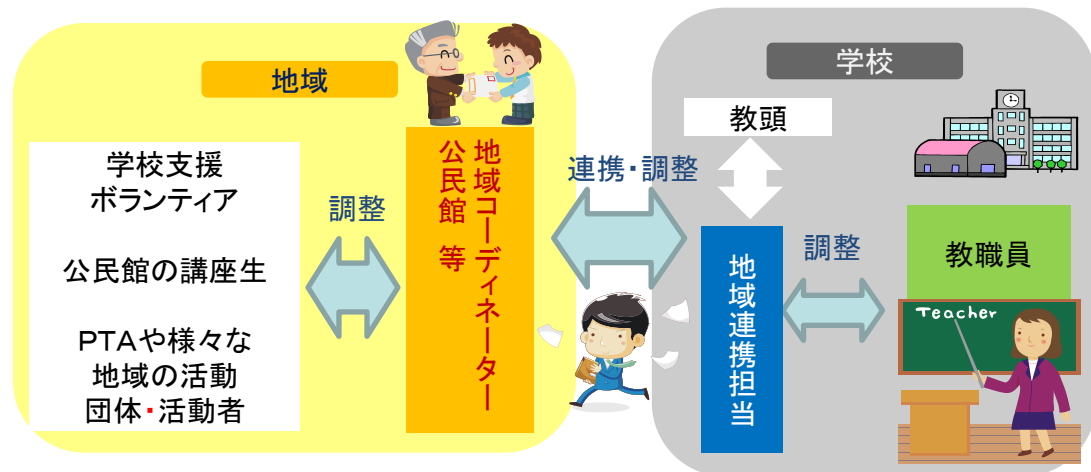 地域
学校支援
ボランティア
公民館の講座生
PTAや様々な
地域の活動
団体・活動者
調整
地域コーディネーター
公民館 等
連携・調整
学校
教頭
地域連携担当
調整
教職員
Teacher